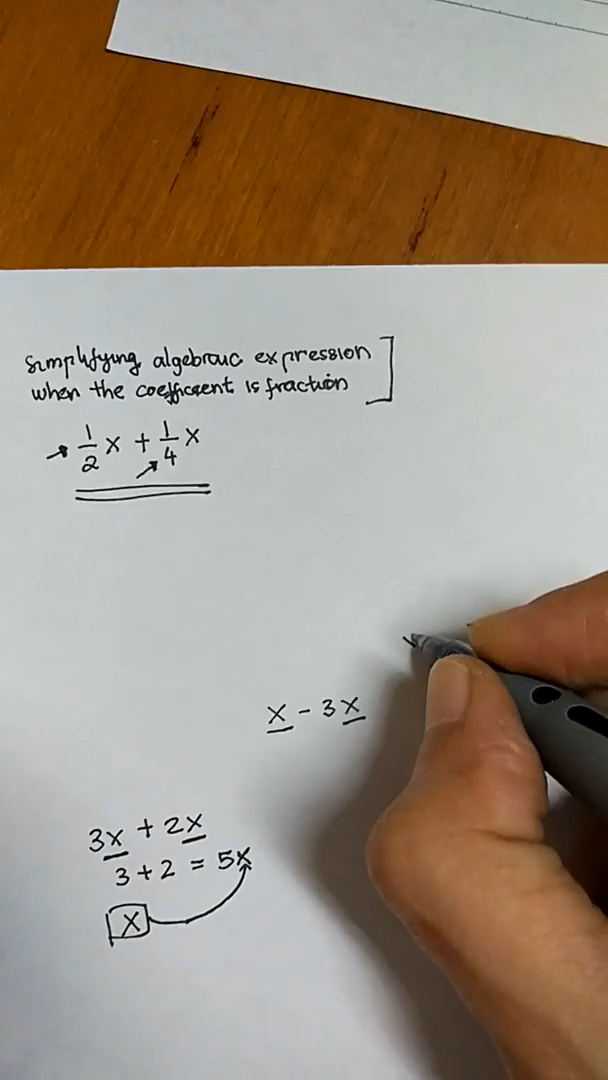 Simplifying algebraic expression
when the coefficient is fraction
1/2 x + 1/4 x
x - 3x
3x + 2x
3 + 2 = 5x
x